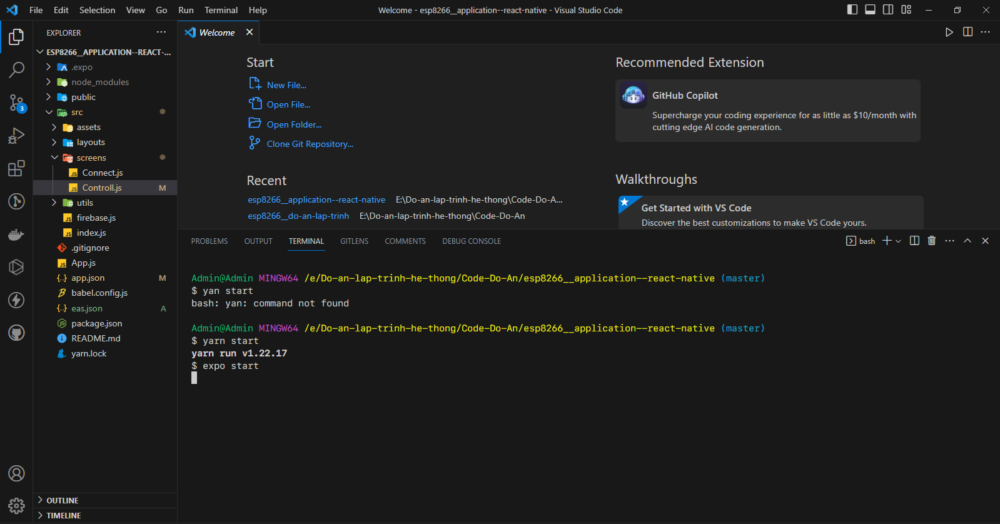 File Edit Selection View Go Run Terminal Help
Welcome - esp8266__application--react-native - Visual Studio Code
EXPLORER
ESP8266__APPLICATION--REACT-...
.expo
node_modules
public
src
assets
layouts
screens
Connect.js
Controll.js M
utils
firebase.js
index.js
.gitignore
App.js
app.json M
babel.config.js
eas.json A
package.json
README.md
yarn.lock
OUTLINE
TIMELINE
3
Welcome
Start
New File...
Open File...
Open Folder...
Clone Git Repository...
Recent
esp8266__application--react-native E:\Do-an-lap-trinh-he-thong\Code-Do-A...
esp8266__do-an-lap-trinh E:\Do-an-lap-trinh-he-thong\Code-Do-An
Recommended Extension
GitHub Copilot
Supercharge your coding experience for as little as $10/month with
cutting edge AI code generation.
Walkthroughs
Get Started with VS Code
Discover the best customizations to make VS Code yours.
PROBLEMS OUTPUT TERMINAL GITLENS COMMENTS DEBUG CONSOLE
bash
Admin@Admin MINGW64 /e/Do-an-lap-trinh-he-thong/Code-Do-An/esp8266__application--react-native (master)
$ yan start
bash: yan: command not found
Admin@Admin MINGW64 /e/Do-an-lap-trinh-he-thong/Code-Do-An/esp8266__application--react-native (master)
$ yarn start
yarn run v1.22.17
$ expo start